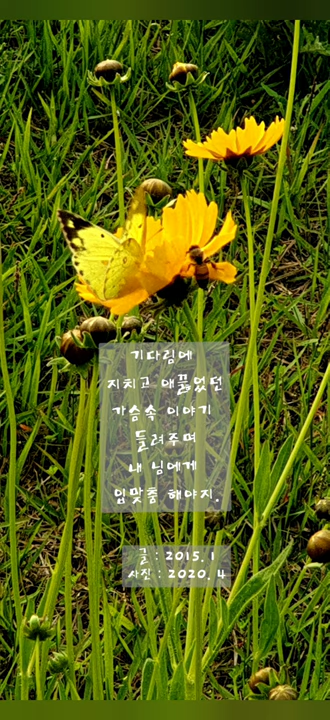 기다림에
지치고 애끓었던
가슴속 이야기
들려주며
내 님에게
입맞춤 해야지.
글 : 2015. 1
사진 : 2020. 4